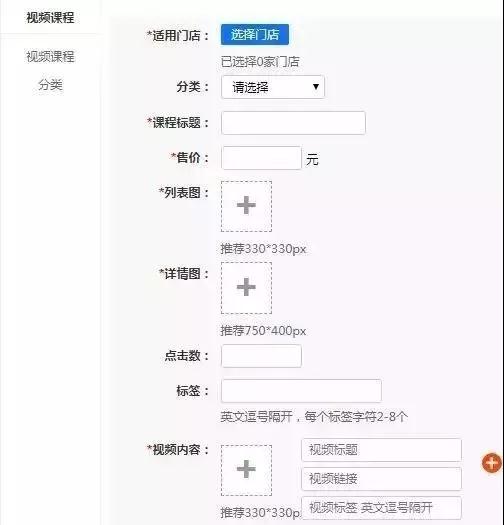 视频课程
视频课程
分类
*适用门店：
选择门店
已选择0家门店
分类：
请选择
*课程标题：
*售价：
元
*列表图：
推荐330*330px
*详情图：
推荐750*400px
点击数：
标签：
英文逗号隔开，每个标签字符2-8个
*视频内容：
视频标题
视频链接
推荐330*330p
视频标签 英文逗号隔开